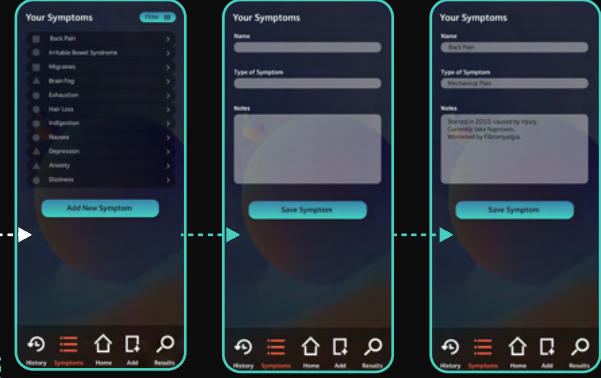 Your Symptoms
Filter
Back Pain
Irritable Bowel Syndrome
Migraines
Brain Fog
Exhaustion
Hair Loss
Indigestion
Nausea
Depression
Anxiety
Dizziness
Add New Symptom
History Symptoms Home Add Results
Your Symptoms
Name
Type of Symptom
Notes
Save Symptom
History Symptoms Home Add Results
Your Symptoms
Name
Back Pain
Type of Symptom
Mechanical Pain
Notes
Started in 2010, caused by injury.
Currently take Naproxen.
Worsened by Fibromyalgia.
Save Symptom
History Symptoms Home Add Results